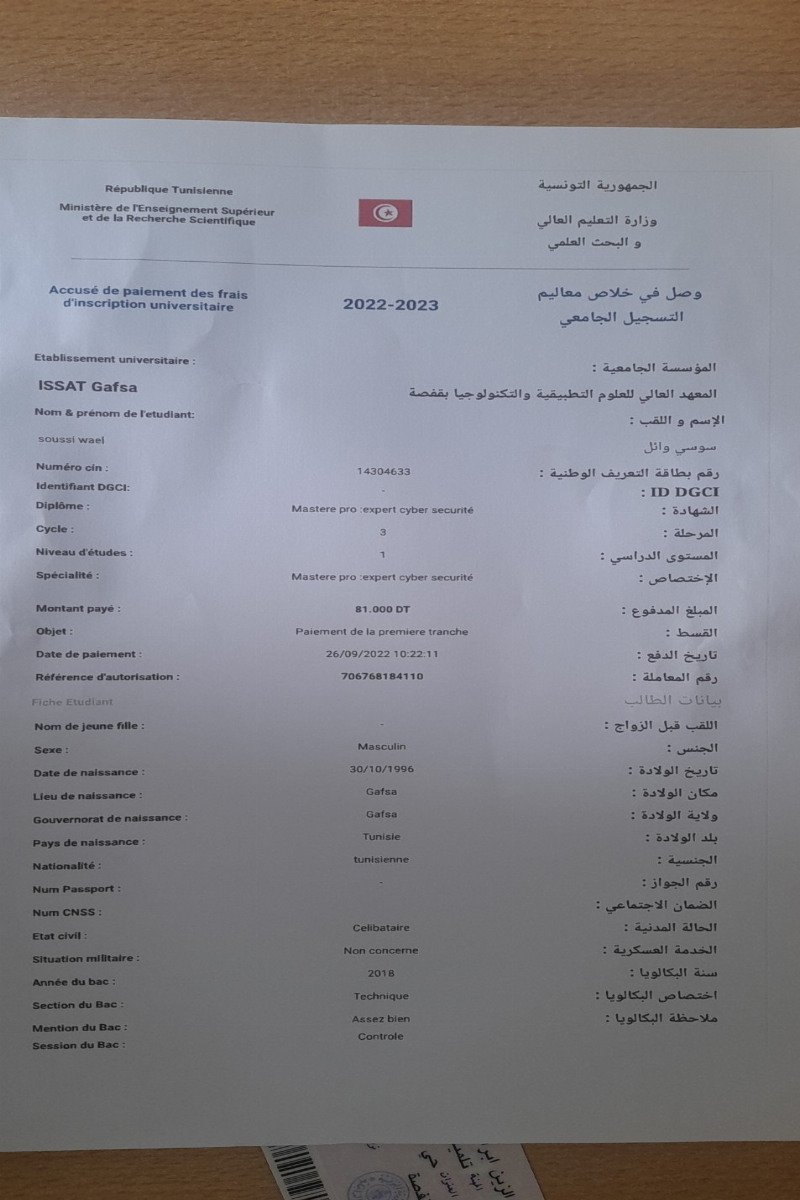 République Tunisienne
الجمهورية التونسية
Ministère de l'Enseignement Supérieur
et de la Recherche Scientifique
وزارة التعليم العالي
و البحث العلمي
Accusé de paiement des frais
d'inscription universitaire
2022-2023
وصل في خلاص معاليم
التسجيل الجامعي
Etablissement universitaire :
المؤسسة الجامعية :
ISSAT Gafsa
المعهد العالي للعلوم التطبيقية والتكنولوجيا بقفصة
Nom & prénom de l'etudiant:
الإسم و اللقب :
soussi wael
سوسي وائل
Numéro cin : 14304633 رقم بطاقة التعريف الوطنية :
Identifiant DGCI: - ID DGCI :
Diplôme : Mastere pro :expert cyber securité الشهادة :
Cycle : 3 المرحلة :
Niveau d'études : 1 المستوى الدراسي :
Spécialité : Mastere pro :expert cyber securité الإختصاص :
Montant payé : 81.000 DT المبلغ المدفوع :
Objet : Paiement de la premiere tranche القسط :
Date de paiement : 26/09/2022 10:22:11 تاريخ الدفع :
Référence d'autorisation : 706768184110 رقم المعاملة :
Fiche Etudiant بيانات الطالب
Nom de jeune fille : - اللقب قبل الزواج :
Sexe : Masculin الجنس :
Date de naissance : 30/10/1996 تاريخ الولادة :
Lieu de naissance : Gafsa مكان الولادة :
Gouvernorat de naissance : Gafsa ولاية الولادة :
Pays de naissance : Tunisie بلد الولادة :
Nationalité : tunisienne الجنسية :
Num Passport : - رقم الجواز :
Num CNSS : الضمان الاجتماعي :
Etat civil : Celibataire الحالة المدنية :
Situation militaire : Non concerne الخدمة العسكرية :
Année du bac : 2018 سنة البكالويا :
Section du Bac : Technique اختصاص البكالويا :
Mention du Bac : Assez bien ملاحظة البكالويا :
Session du Bac : Controle